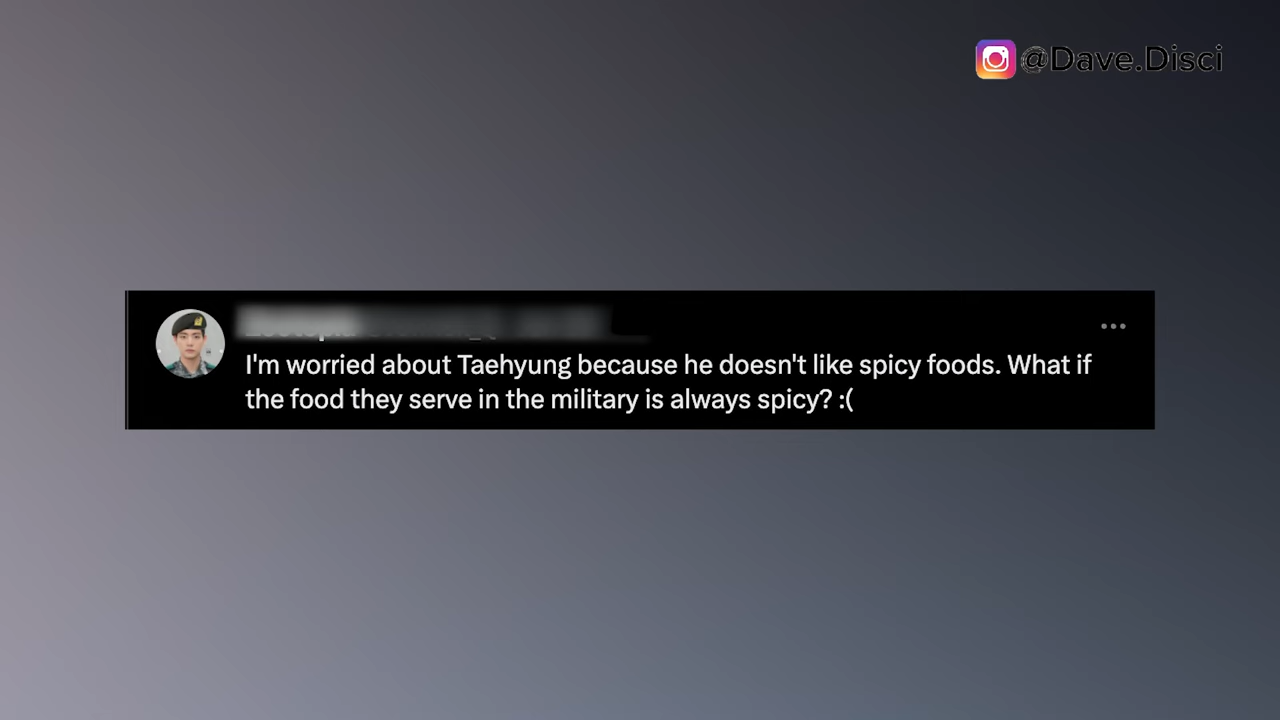 @Dave.Disci
I'm worried about Taehyung because he doesn't like spicy foods. What if
the food they serve in the military is always spicy? :(